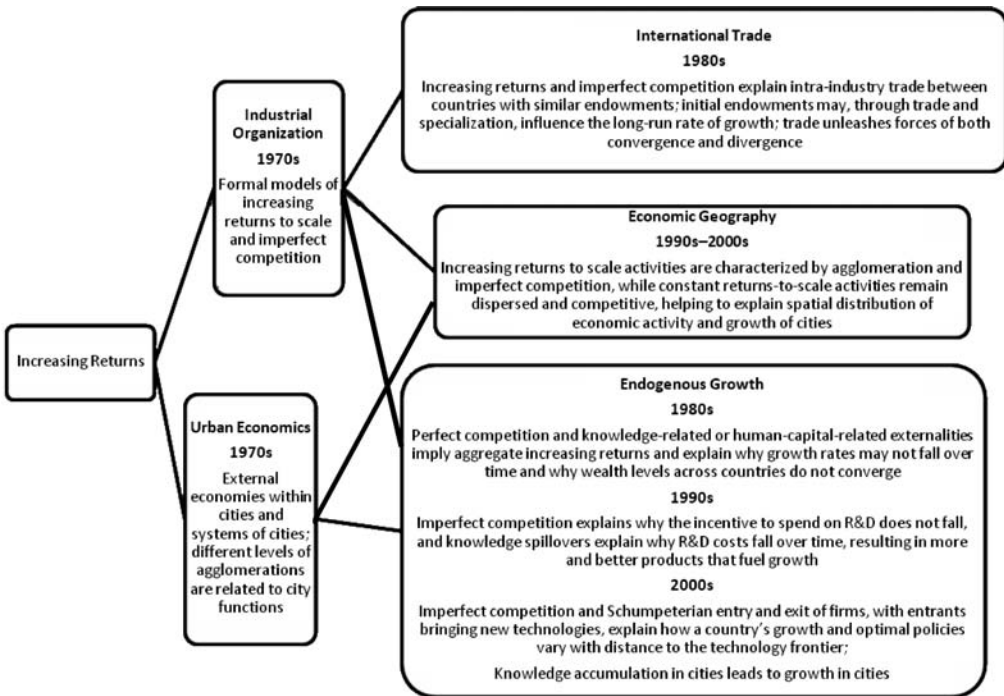 Increasing Returns
Industrial
Organization
1970s
Formal models of
increasing
returns to scale
and imperfect
competition
Urban Economics
1970s
External
economies within
cities and
systems of cities;
different levels of
agglomerations
are related to city
functions
International Trade
1980s
Increasing returns and imperfect competition explain intra-industry trade between
countries with similar endowments; initial endowments may, through trade and
specialization, influence the long-run rate of growth; trade unleashes forces of both
convergence and divergence
Economic Geography
1990s–2000s
Increasing returns to scale activities are characterized by agglomeration and
imperfect competition, while constant returns-to-scale activities remain
dispersed and competitive, helping to explain spatial distribution of
economic activity and growth of cities
Endogenous Growth
1980s
Perfect competition and knowledge-related or human-capital-related externalities
imply aggregate increasing returns and explain why growth rates may not fall over
time and why wealth levels across countries do not converge
1990s
Imperfect competition explains why the incentive to spend on R&D does not fall,
and knowledge spillovers explain why R&D costs fall over time, resulting in more
and better products that fuel growth
2000s
Imperfect competition and Schumpeterian entry and exit of firms, with entrants
bringing new technologies, explain how a country's growth and optimal policies
vary with distance to the technology frontier;
Knowledge accumulation in cities leads to growth in cities